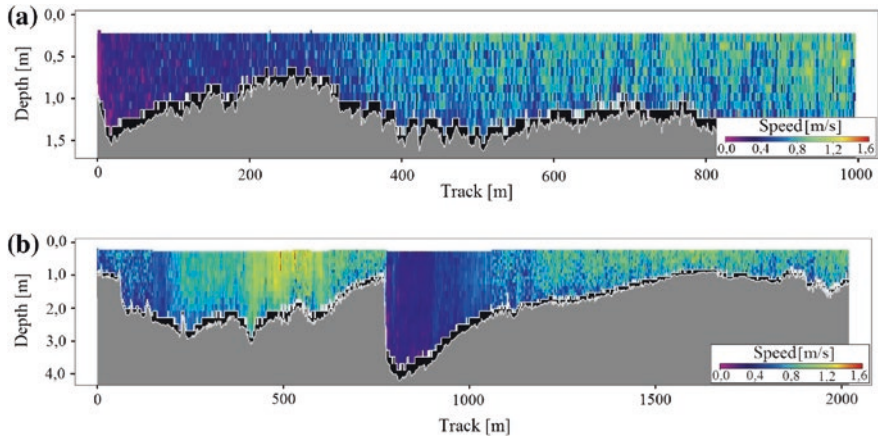 (a)
0,0
0,5
1,0
1,5
Depth [m]
Speed [m/s]
0,0 0,4 0,8 1,2 1,6
0 200 400 600 800 1000
Track [m]
(b)
0,0
1,0
2,0
3,0
4,0
Depth [m]
Speed [m/s]
0,0 0,4 0,8 1,2 1,6
0 500 1000 1500 2000
Track [m]